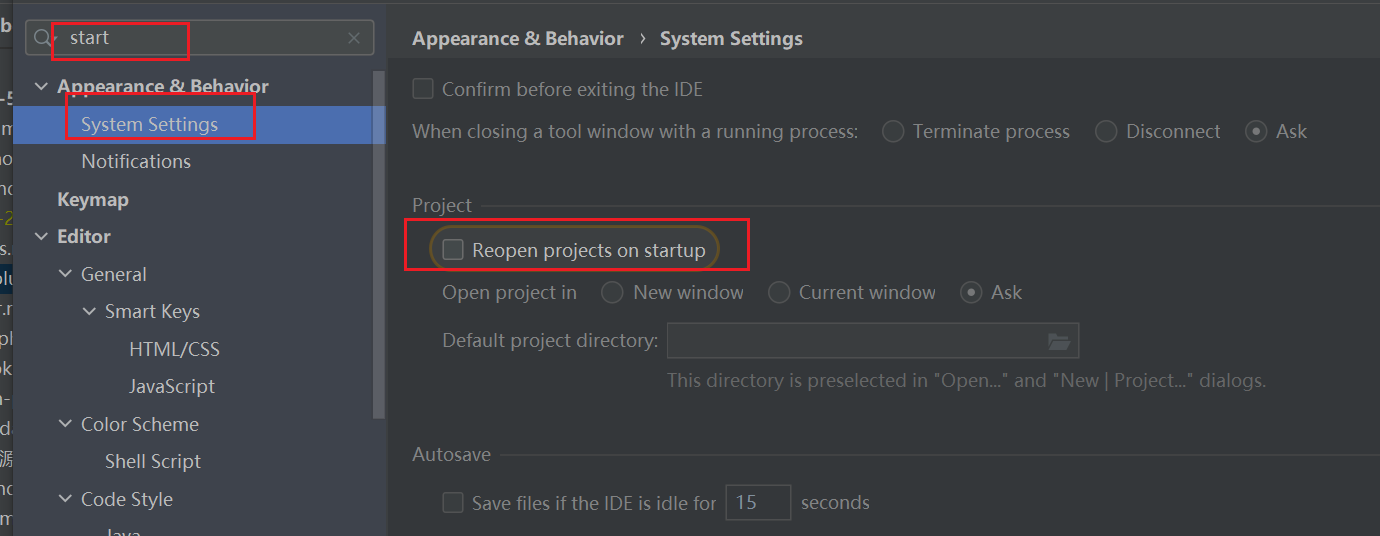 start
Appearance & Behavior
System Settings
Notifications
Keymap
Editor
General
Smart Keys
HTML/CSS
JavaScript
Color Scheme
Shell Script
Code Style
Java
Appearance & Behavior › System Settings
Confirm before exiting the IDE
When closing a tool window with a running process: Terminate process Disconnect Ask
Project
Reopen projects on startup
Open project in New window Current window Ask
Default project directory:
This directory is preselected in "Open..." and "New | Project..." dialogs.
Autosave
Save files if the IDE is idle for 15 seconds